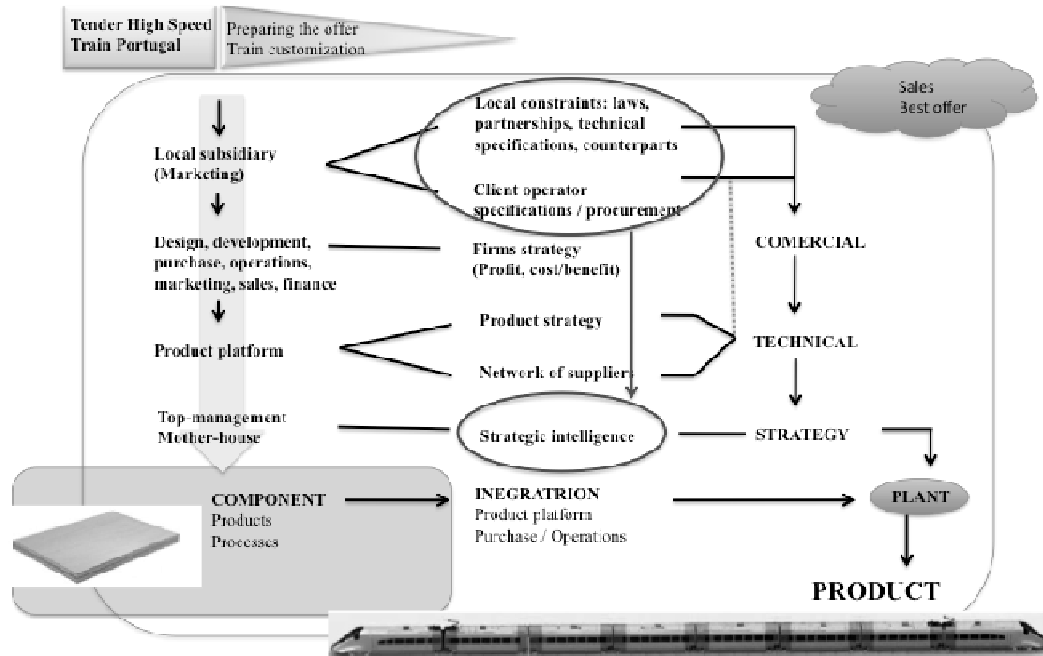 Tender High Speed
Train Portugal
Preparing the offer
Train customization
Sales
Best offer
Local constraints: laws,
partnerships, technical
specifications, counterparts
Local subsidiary
(Marketing)
Client operator
specifications / procurement
Design, development,
purchase, operations,
marketing, sales, finance
Firms strategy
(Profit, cost/benefit)
COMERCIAL
Product strategy
Product platform
TECHNICAL
Network of suppliers
Top-management
Mother-house
Strategic intelligence
STRATEGY
COMPONENT
Products
Processes
INEGRATRION
Product platform
Purchase / Operations
PLANT
PRODUCT